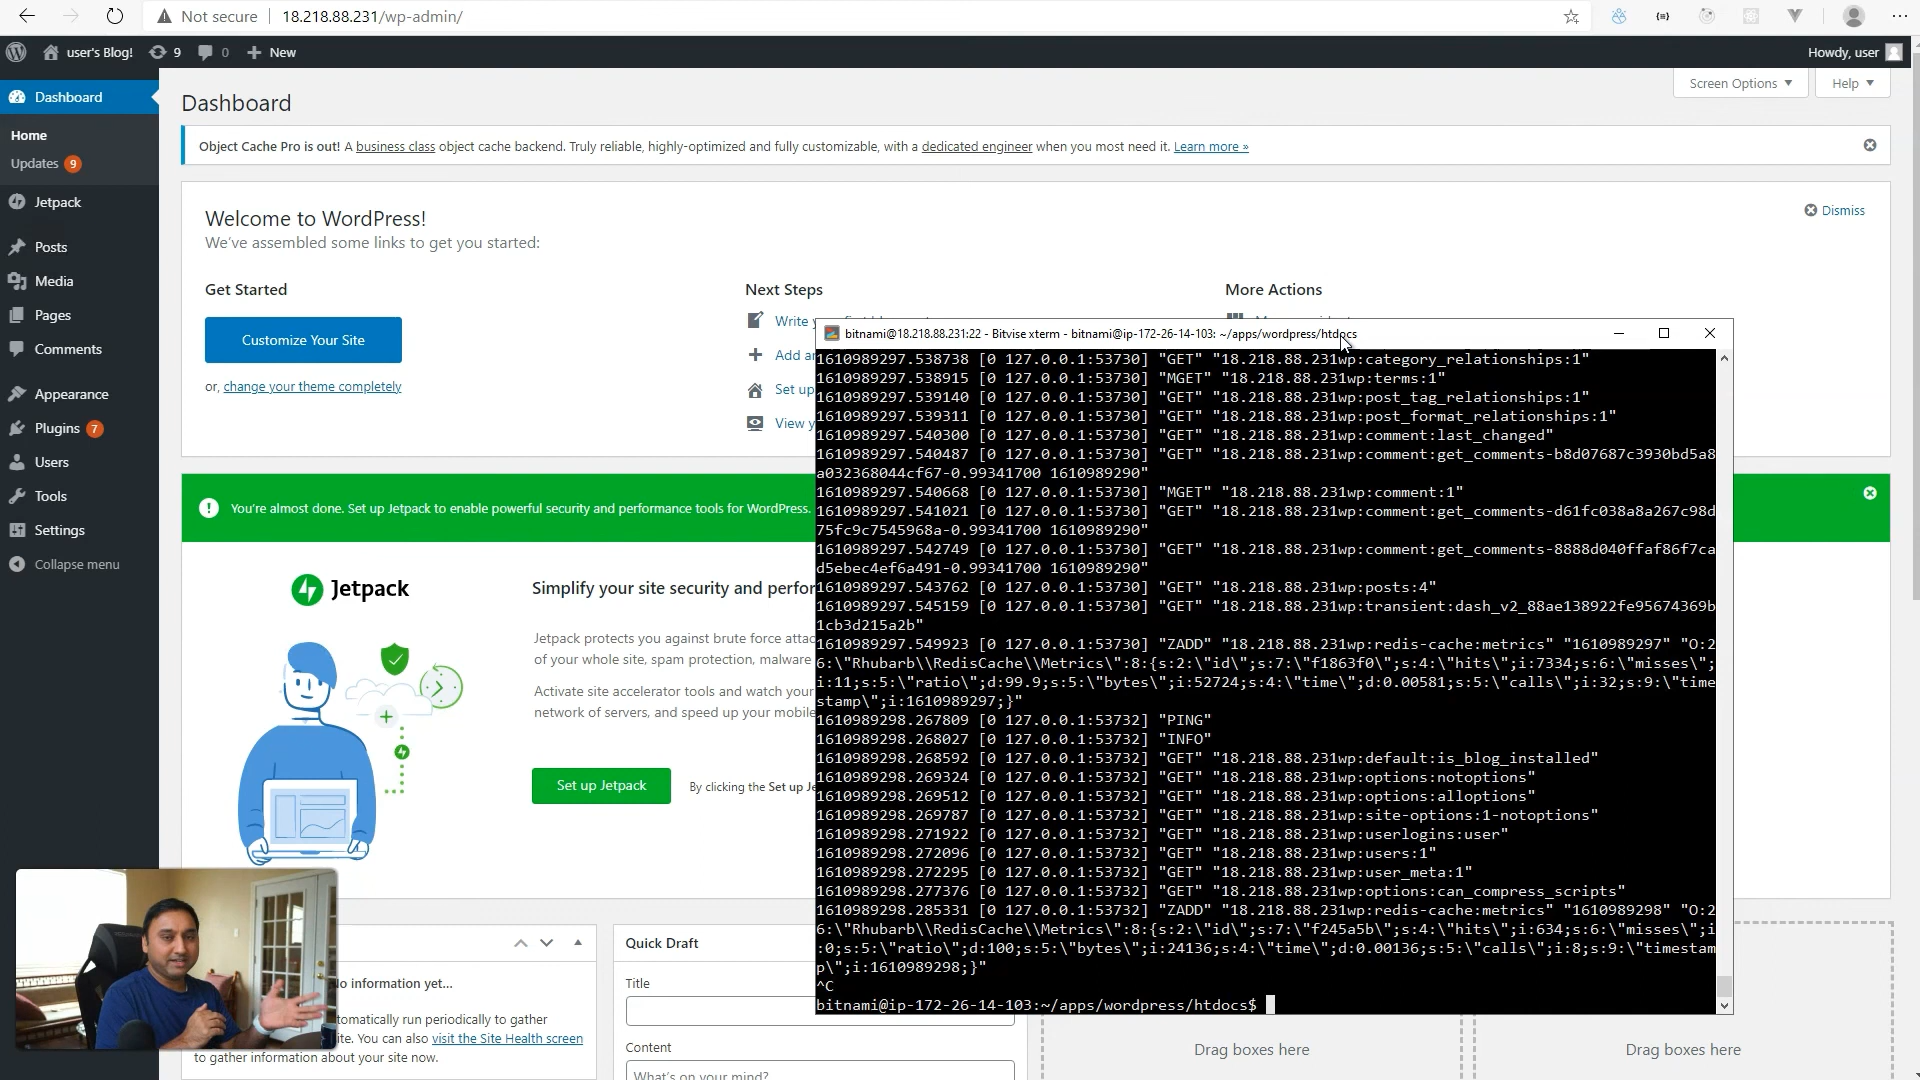 Not secure
18.218.88.231/wp-admin/
user's Blog!
9
0
New
Howdy, user
Dashboard
Home
Updates 9
Jetpack
Posts
Media
Pages
Comments
Appearance
Plugins 7
Users
Tools
Settings
Collapse menu
Dashboard
Screen Options
Help
Object Cache Pro is out! A business class object cache backend. Truly reliable, highly-optimized and fully customizable, with a dedicated engineer when you most need it. Learn more »
Welcome to WordPress!
We've assembled some links to get you started:
Dismiss
Get Started
Customize Your Site
or, change your theme completely
Next Steps
Write
Add
Set up
View
More Actions
You're almost done. Set up Jetpack to enable powerful security and performance tools for WordPress.
Jetpack
Simplify your site security and
Jetpack protects you against brute force
of your whole site, spam protection, malware
Activate site accelerator tools and watch your
network of servers, and speed up your mobile
Set up Jetpack
By clicking the Set up
bitnami@18.218.88.231:22 - Bitvise xterm - bitnami@ip-172-26-14-103: ~/apps/wordpress/htdocs
1610989297.538738 [0 127.0.0.1:53730] "GET" "18.218.88.231wp:category_relationships:1"
1610989297.538915 [0 127.0.0.1:53730] "MGET" "18.218.88.231wp:terms:1"
1610989297.539140 [0 127.0.0.1:53730] "GET" "18.218.88.231wp:post_tag_relationships:1"
1610989297.539311 [0 127.0.0.1:53730] "GET" "18.218.88.231wp:post_format_relationships:1"
1610989297.540300 [0 127.0.0.1:53730] "GET" "18.218.88.231wp:comment:last_changed"
1610989297.540487 [0 127.0.0.1:53730] "GET" "18.218.88.231wp:comment:get_comments-b8d07687c3930bd5a8
a032368044cf67-0.99341700 1610989290"
1610989297.540668 [0 127.0.0.1:53730] "MGET" "18.218.88.231wp:comment:1"
1610989297.541021 [0 127.0.0.1:53730] "GET" "18.218.88.231wp:comment:get_comments-d61fc038a8a267c98d
75fc9c7545968a-0.99341700 1610989290"
1610989297.542749 [0 127.0.0.1:53730] "GET" "18.218.88.231wp:comment:get_comments-8888d040ffaf86f7ca
d5ebec4ef6a491-0.99341700 1610989290"
1610989297.543762 [0 127.0.0.1:53730] "GET" "18.218.88.231wp:posts:4"
1610989297.545159 [0 127.0.0.1:53730] "GET" "18.218.88.231wp:transient:dash_v2_88ae138922fe95674369b
1cb3d215a2b"
1610989297.549923 [0 127.0.0.1:53730] "ZADD" "18.218.88.231wp:redis-cache:metrics" "1610989297" "O:2
6:\"Rhubarb\\RedisCache\\Metrics\":8:{s:2:\"id\";s:7:\"f1863f0\";s:4:\"hits\";i:7334;s:6:\"misses\";
i:11;s:5:\"ratio\";d:99.9;s:5:\"bytes\";i:52724;s:4:\"time\";d:0.00581;s:5:\"calls\";i:32;s:9:\"time
stamp\";i:1610989297;}"
1610989298.267809 [0 127.0.0.1:53732] "PING"
1610989298.268027 [0 127.0.0.1:53732] "INFO"
1610989298.268592 [0 127.0.0.1:53732] "GET" "18.218.88.231wp:default:is_blog_installed"
1610989298.269324 [0 127.0.0.1:53732] "GET" "18.218.88.231wp:options:notoptions"
1610989298.269512 [0 127.0.0.1:53732] "GET" "18.218.88.231wp:options:alloptions"
1610989298.269787 [0 127.0.0.1:53732] "GET" "18.218.88.231wp:site-options:1-notoptions"
1610989298.271922 [0 127.0.0.1:53732] "GET" "18.218.88.231wp:userlogins:user"
1610989298.272096 [0 127.0.0.1:53732] "GET" "18.218.88.231wp:users:1"
1610989298.272295 [0 127.0.0.1:53732] "GET" "18.218.88.231wp:user_meta:1"
1610989298.277376 [0 127.0.0.1:53732] "GET" "18.218.88.231wp:options:can_compress_scripts"
1610989298.285331 [0 127.0.0.1:53732] "ZADD" "18.218.88.231wp:redis-cache:metrics" "1610989298" "O:2
6:\"Rhubarb\\RedisCache\\Metrics\":8:{s:2:\"id\";s:7:\"f245a5b\";s:4:\"hits\";i:634;s:6:\"misses\";i
:0;s:5:\"ratio\";d:100;s:5:\"bytes\";i:24136;s:4:\"time\";d:0.00136;s:5:\"calls\";i:8;s:9:\"timestam
p\";i:1610989298;}"
^C
bitnami@ip-172-26-14-103:~/apps/wordpress/htdocs$
information yet...
run periodically to gather
You can also visit the Site Health screen
to gather information about your site now.
Quick Draft
Title
Content
What's on your mind?
Drag boxes here
Drag boxes here